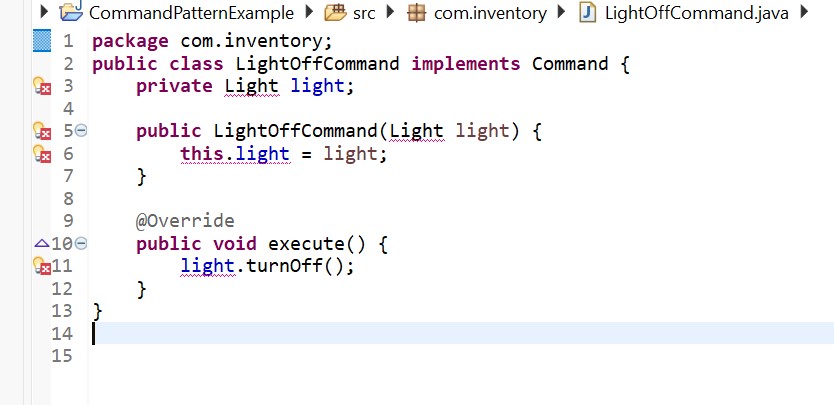 CommandPatternExample src com.inventory LightOffCommand.java
1 package com.inventory;
2 public class LightOffCommand implements Command {
3 private Light light;
4
5 public LightOffCommand(Light light) {
6 this.light = light;
7 }
8
9 @Override
10 public void execute() {
11 light.turnOff();
12 }
13 }
14
15